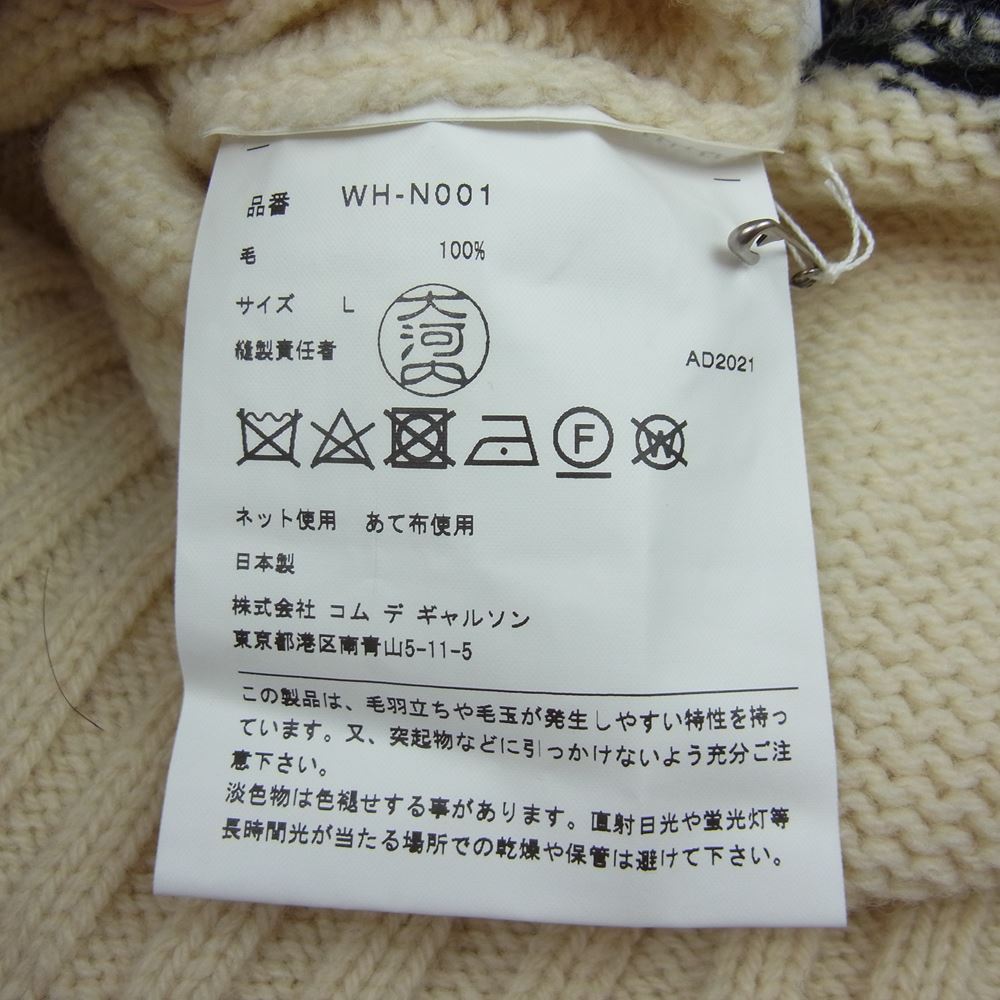 品番 WH-N001
毛 100%
サイズ L
大河内
縫製責任者
AD2021
F
W
ネット使用 あて布使用
日本製
株式会社 コム デ ギャルソン
東京都港区南青山5-11-5
この製品は、毛羽立ちや毛玉が発生しやすい特性を持っ
ています。又、突起物などに引っかけないよう充分ご注
意下さい。
淡色物は色褪せする事があります。直射日光や蛍光灯等
長時間光が当たる場所での乾燥や保管は避けて下さい。